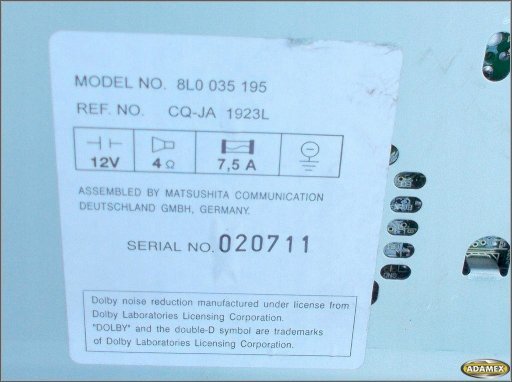 MODEL NO. 8L0 035 195
REF. NO. CQ-JA 1923L
12V 4 Ω 7,5 A
ASSEMBLED BY MATSUSHITA COMMUNICATION
DEUTSCHLAND GMBH, GERMANY.
SERIAL NO. 020711
Dolby noise reduction manufactured under license from
Dolby Laboratories Licensing Corporation.
"DOLBY" and the double-D symbol are trademarks
of Dolby Laboratories Licensing Corporation.
ADAMEX